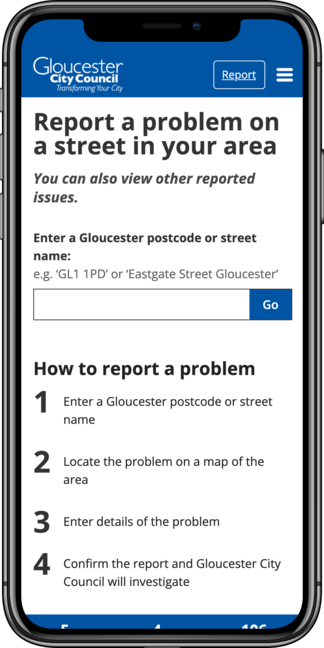 Gloucester
City Council
Transforming Your City
Report
Report a problem on
a street in your area
You can also view other reported
issues.
Enter a Gloucester postcode or street
name:
e.g. ‘GL1 1PD’ or ‘Eastgate Street Gloucester’
Go
How to report a problem
1 Enter a Gloucester postcode or street
name
2 Locate the problem on a map of the
area
3 Enter details of the problem
4 Confirm the report and Gloucester City
Council will investigate